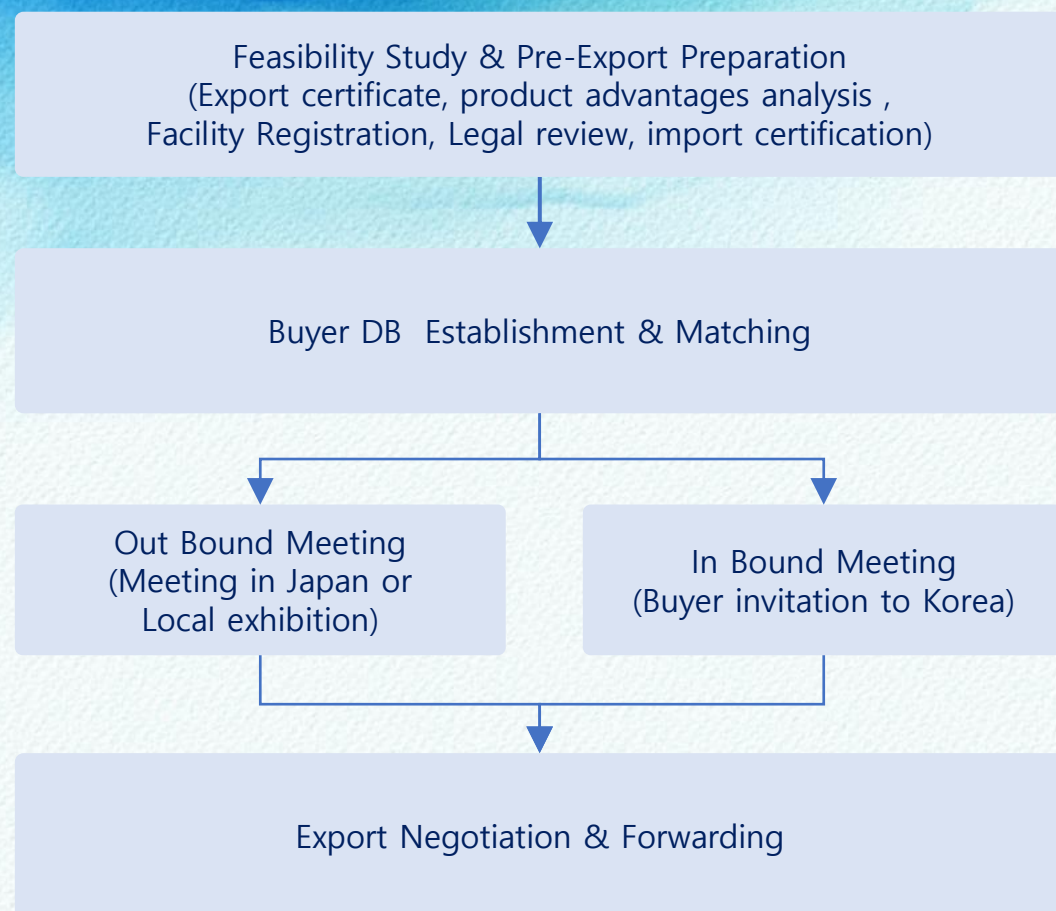 Feasibility Study & Pre-Export Preparation
(Export certificate, product advantages analysis ,
Facility Registration, Legal review, import certification)
Buyer DB  Establishment & Matching
Out Bound Meeting
(Meeting in Japan or
Local exhibition)
In Bound Meeting
(Buyer invitation to Korea)
Export Negotiation & Forwarding